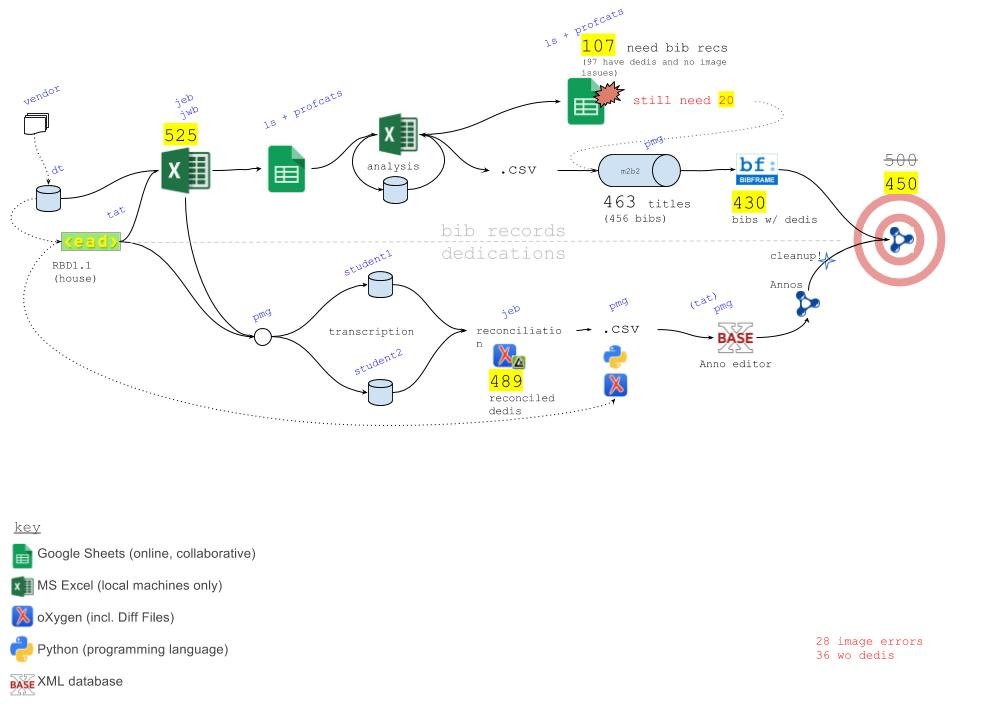 ls + profcats
107 need bib recs
(97 have dedis and no image
issues)
still need 20
vendor
jeb
jwb
525
ls + profcats
dt
analysis
.CSV
pmg
m2b2
463 titles
(456 bibs)
bf:
BIBFRAME
430
bibs w/ dedis
500
450
tat
<ead>
RBD1.1
(house)
bib records
dedications
cleanup!
Annos
student1
pmg
transcription
student2
jeb
reconciliatio
n
489
reconciled
dedis
pmg
.CSV
(tat)
pmg
X
BASE
Anno editor
key
Google Sheets (online, collaborative)
X
MS Excel (local machines only)
X
oXygen (incl. Diff Files)
Python (programming language)
BASE
XML database
28 image errors
36 wo dedis